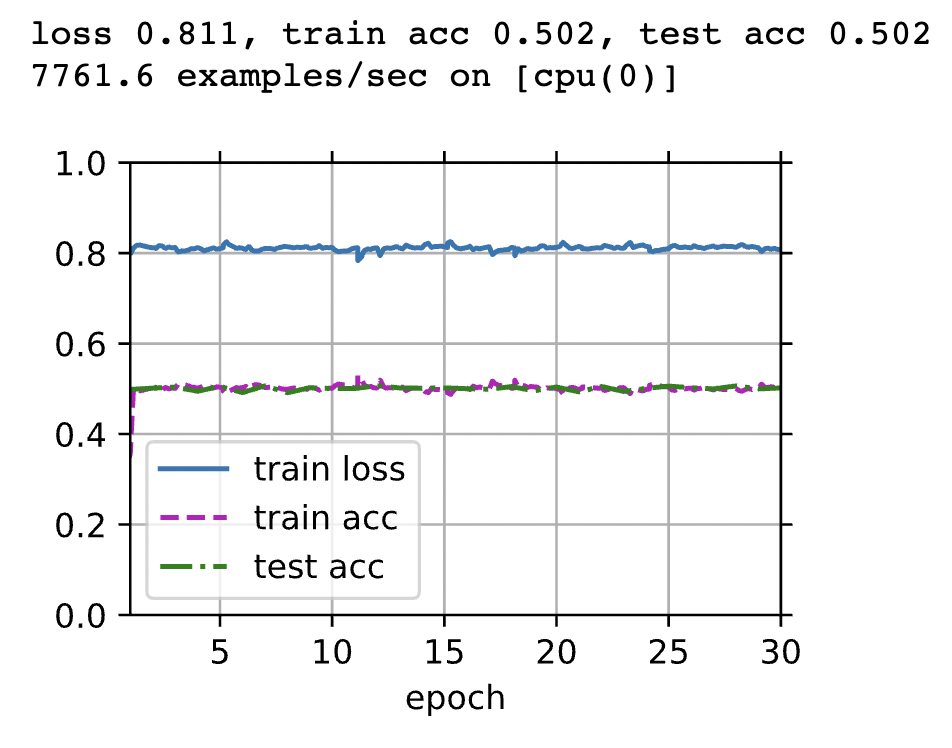 loss 0.811, train acc 0.502, test acc 0.502
7761.6 examples/sec on [cpu(0)]
1.0
0.8
0.6
0.4
0.2
0.0
train loss
train acc
test acc
5 10 15 20 25 30
epoch